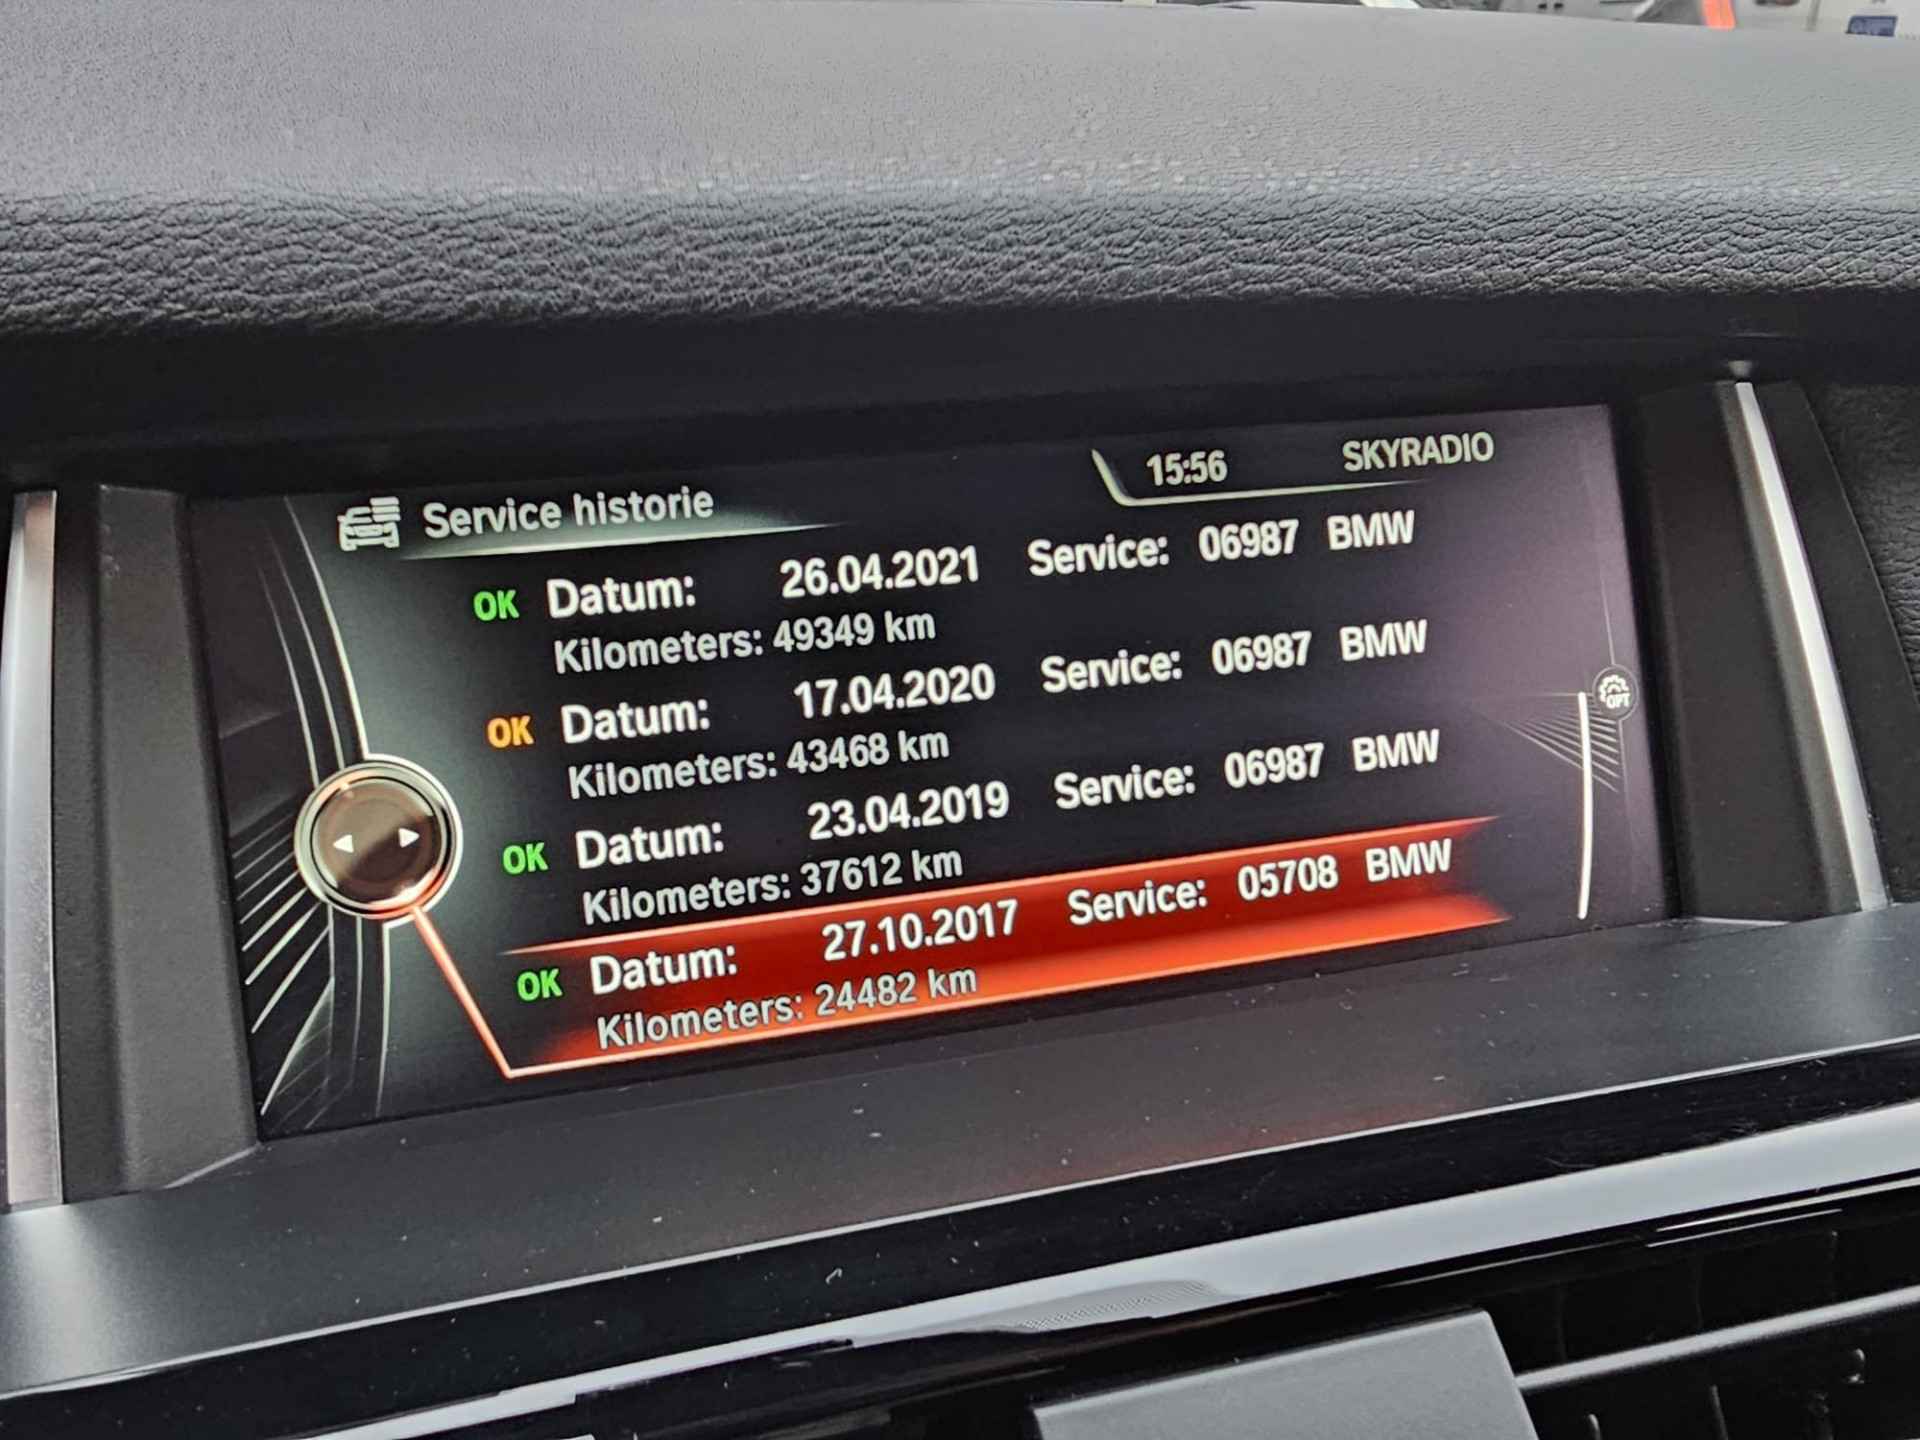 15:56 SKYRADIO
Service historie
OK Datum: 26.04.2021 Service: 06987 BMW
Kilometers: 49349 km
OK Datum: 17.04.2020 Service: 06987 BMW
Kilometers: 43468 km
OK Datum: 23.04.2019 Service: 06987 BMW
Kilometers: 37612 km
OK Datum: 27.10.2017 Service: 05708 BMW
Kilometers: 24482 km
OPT